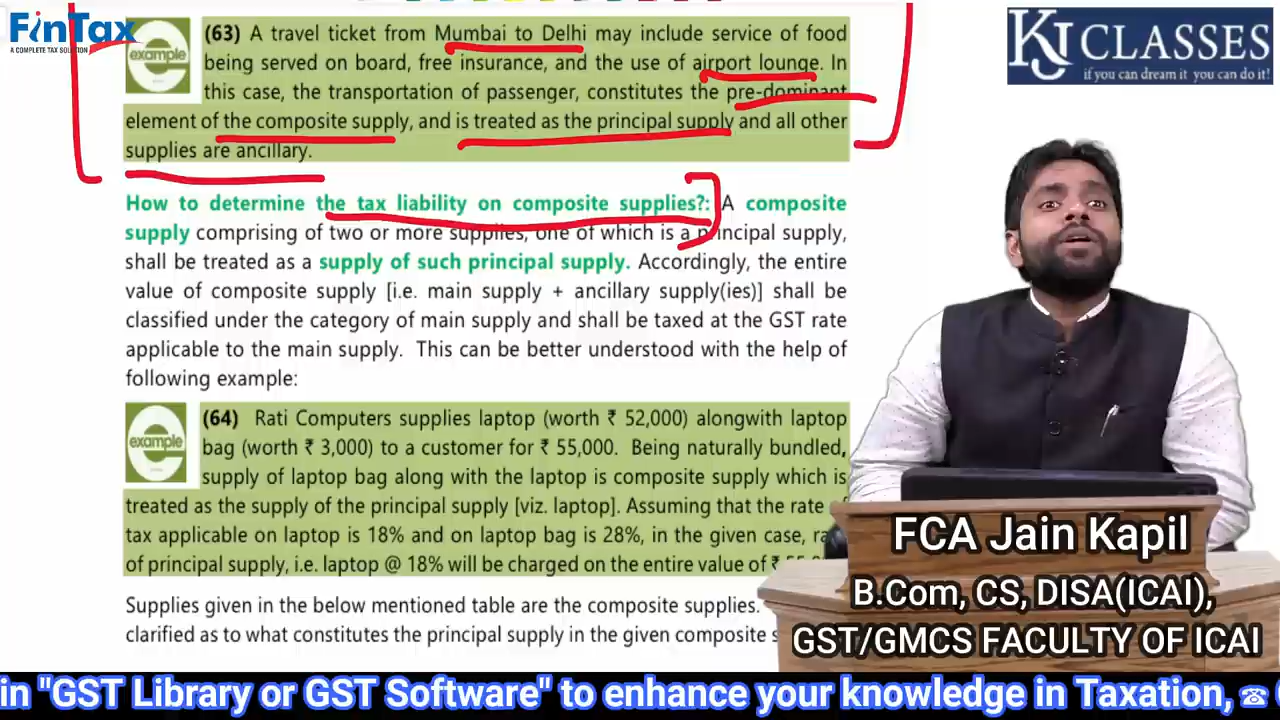 FinTax
A COMPLETE TAX SOLUTION
example
(63) A travel ticket from Mumbai to Delhi may include service of food
being served on board, free insurance, and the use of airport lounge. In
this case, the transportation of passenger, constitutes the pre-dominant
element of the composite supply, and is treated as the principal supply and all other
supplies are ancillary.
How to determine the tax liability on composite supplies?: A composite
supply comprising of two or more supplies, one of which is a principal supply,
shall be treated as a supply of such principal supply. Accordingly, the entire
value of composite supply [i.e. main supply + ancillary supply(ies)] shall be
classified under the category of main supply and shall be taxed at the GST rate
applicable to the main supply. This can be better understood with the help of
following example:
example
(64) Rati Computers supplies laptop (worth ₹ 52,000) alongwith laptop
bag (worth ₹ 3,000) to a customer for ₹ 55,000. Being naturally bundled,
supply of laptop bag along with the laptop is composite supply which is
treated as the supply of the principal supply [viz. laptop]. Assuming that the rate
tax applicable on laptop is 18% and on laptop bag is 28%, in the given case,
of principal supply, i.e. laptop @ 18% will be charged on the entire value of ₹
Supplies given in the below mentioned table are the composite supplies.
clarified as to what constitutes the principal supply in the given composite
KJ CLASSES
if you can dream it you can do it!
FCA Jain Kapil
B.Com, CS, DISA(ICAI),
GST/GMCS FACULTY OF ICAI
in "GST Library or GST Software" to enhance your knowledge in Taxation, ☎